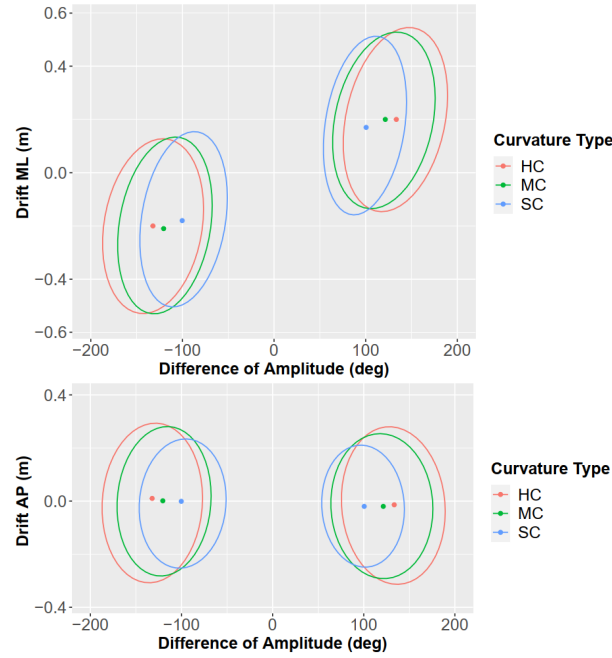 0.6
0.4
0.0
−0.4
−0.6
Drift ML (m)
−200 −100 0 100 200
Difference of Amplitude (deg)
Curvature Type
HC
MC
SC
0.4
0.0
−0.4
Drift AP (m)
−200 −100 0 100 200
Difference of Amplitude (deg)
Curvature Type
HC
MC
SC